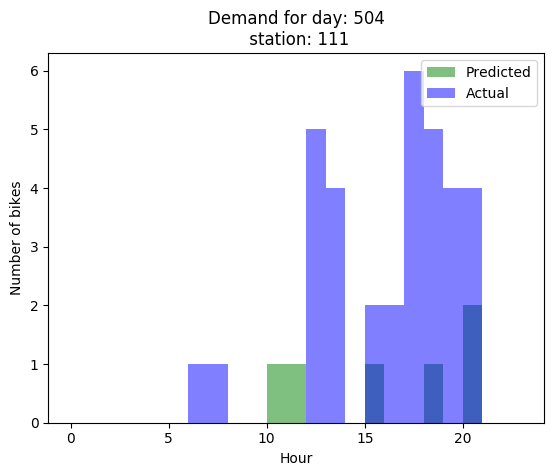 Demand for day: 504
station: 111
Predicted
Actual
Number of bikes
6
5
4
3
2
1
0
0
5
10
15
20
Hour